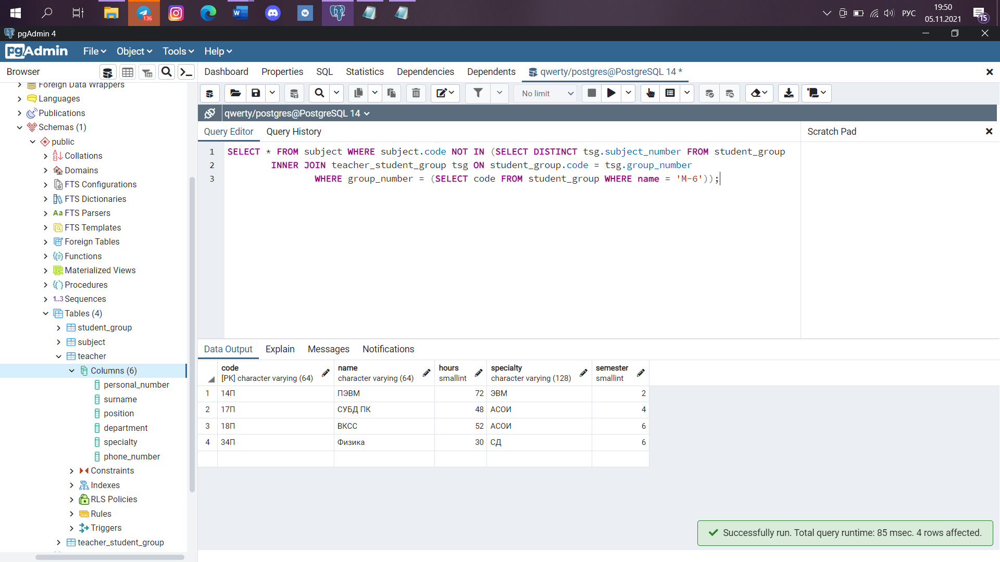 136
РУС
19:50
05.11.2021
15
pgAdmin 4
pgAdmin
File
Object
Tools
Help
Browser
Dashboard
Properties
SQL
Statistics
Dependencies
Dependents
qwerty/postgres@PostgreSQL 14 *
No limit
qwerty/postgres@PostgreSQL 14
Foreign Data Wrappers
Languages
Publications
Schemas (1)
public
Collations
Domains
FTS Configurations
FTS Dictionaries
FTS Parsers
FTS Templates
Foreign Tables
Functions
Materialized Views
Procedures
1..3 Sequences
Tables (4)
student_group
subject
teacher
Columns (6)
personal_number
surname
position
department
specialty
phone_number
Constraints
Indexes
RLS Policies
Rules
Triggers
teacher_student_group
Query Editor
Query History
Scratch Pad
1 SELECT * FROM subject WHERE subject.code NOT IN (SELECT DISTINCT tsg.subject_number FROM student_group
2 INNER JOIN teacher_student_group tsg ON student_group.code = tsg.group_number
3 WHERE group_number = (SELECT code FROM student_group WHERE name = 'М-6'));
Data Output
Explain
Messages
Notifications
code name hours specialty semester
[PK] character varying (64) character varying (64) smallint character varying (128) smallint
1 14П ПЭВМ 72 ЭВМ 2
2 17П СУБД ПК 48 АСОИ 4
3 18П ВКСС 52 АСОИ 6
4 34П Физика 30 СД 6
Successfully run. Total query runtime: 85 msec. 4 rows affected.